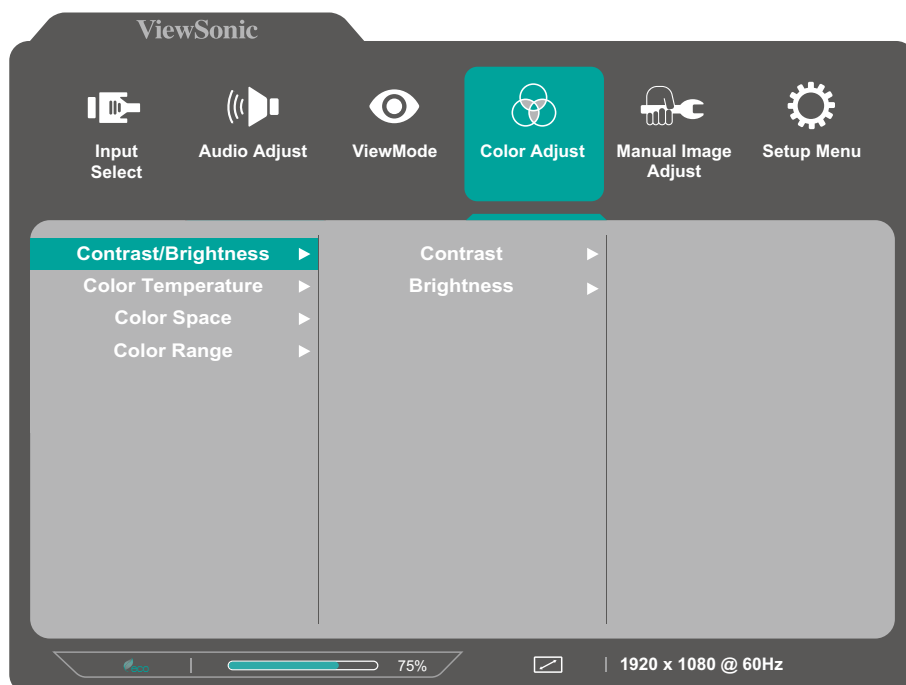 ViewSonic
Input Select
Audio Adjust
ViewMode
Color Adjust
Manual Image Adjust
Setup Menu
Contrast/Brightness
Contrast
Color Temperature
Brightness
Color Space
Color Range
eco
75%
1920 x 1080 @ 60Hz